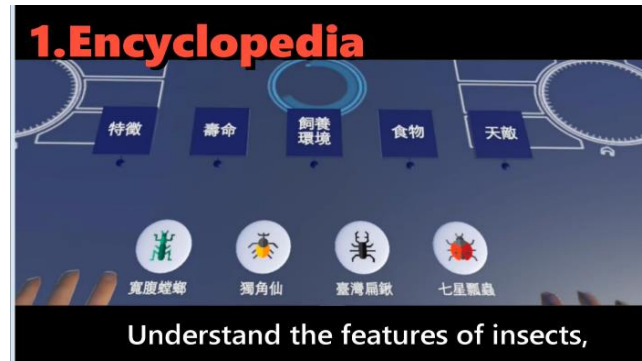 1.Encyclopedia
特徵
壽命
飼養
環境
食物
天敵
寬腹螳螂
獨角仙
臺灣扁鍬
七星瓢蟲
Understand the features of insects,